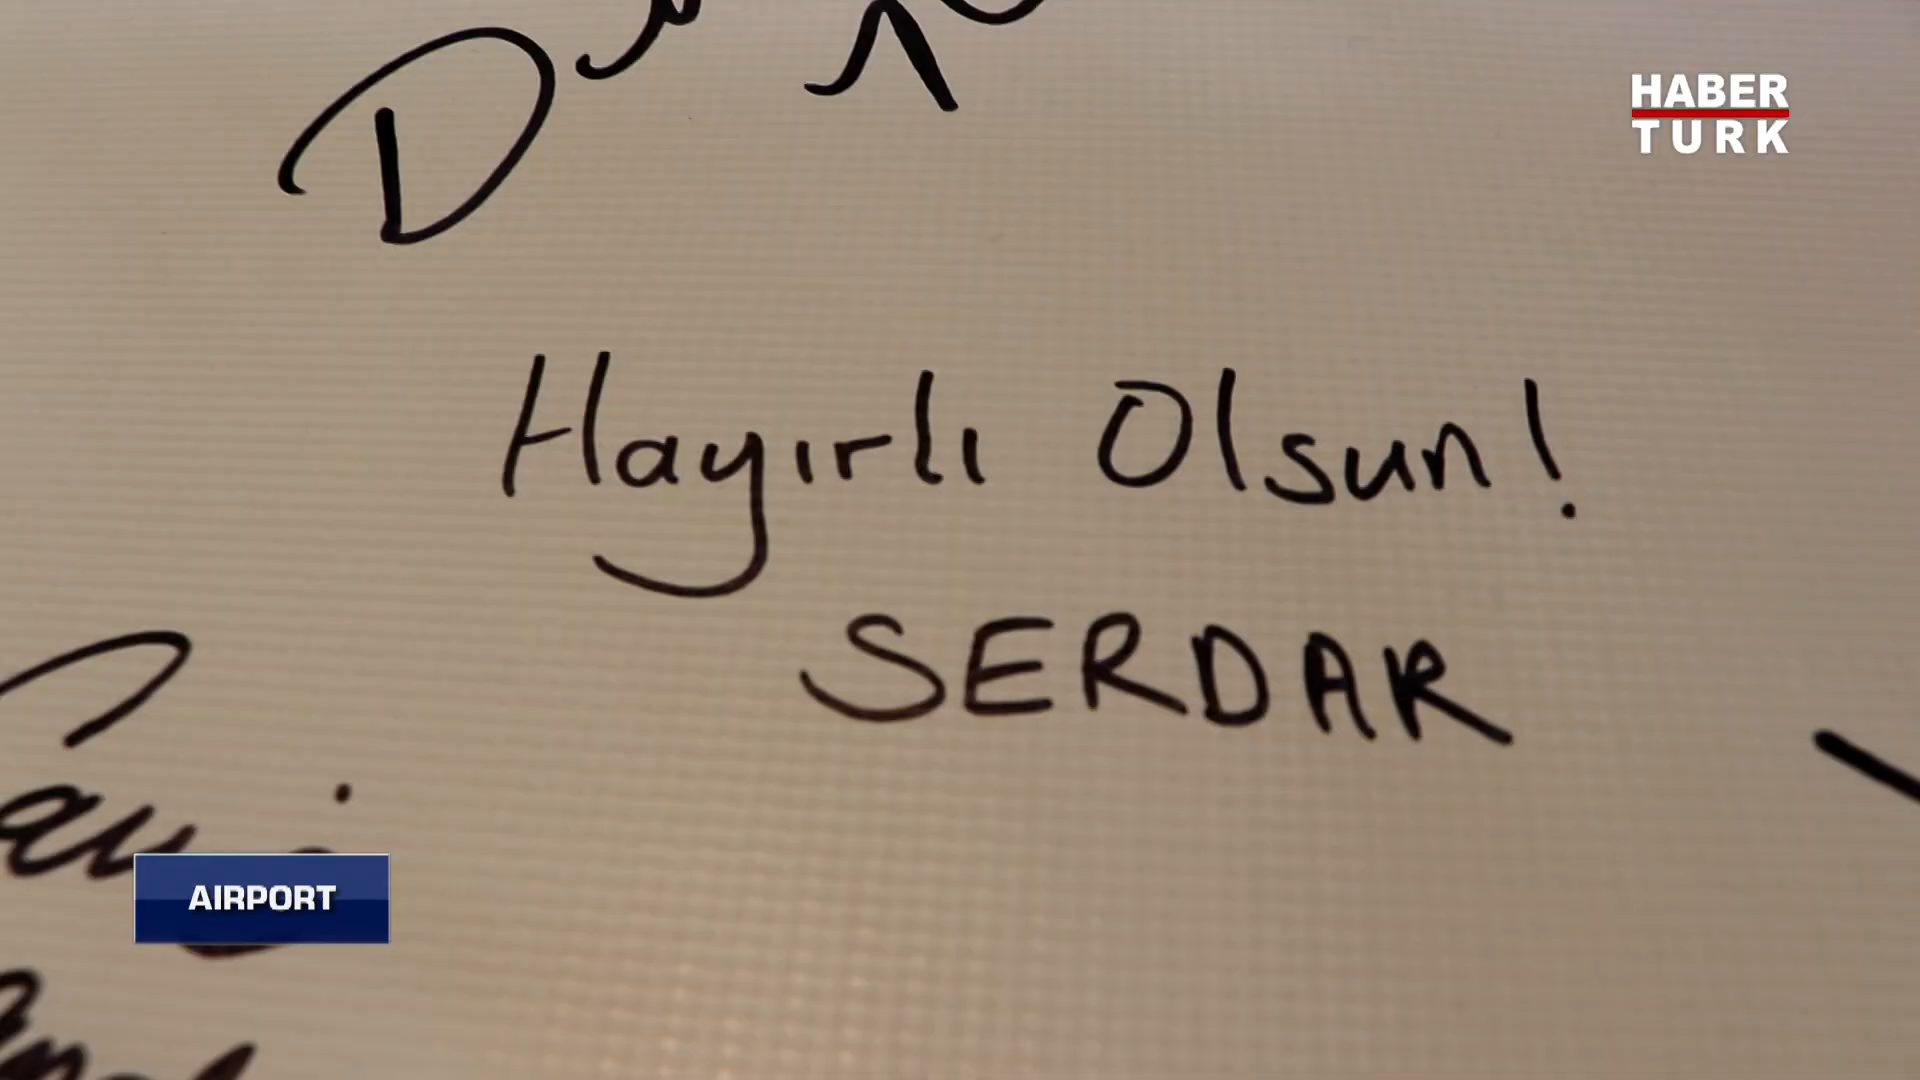 HABER
TURK
Hayırlı Olsun!
SERDAR
AIRPORT